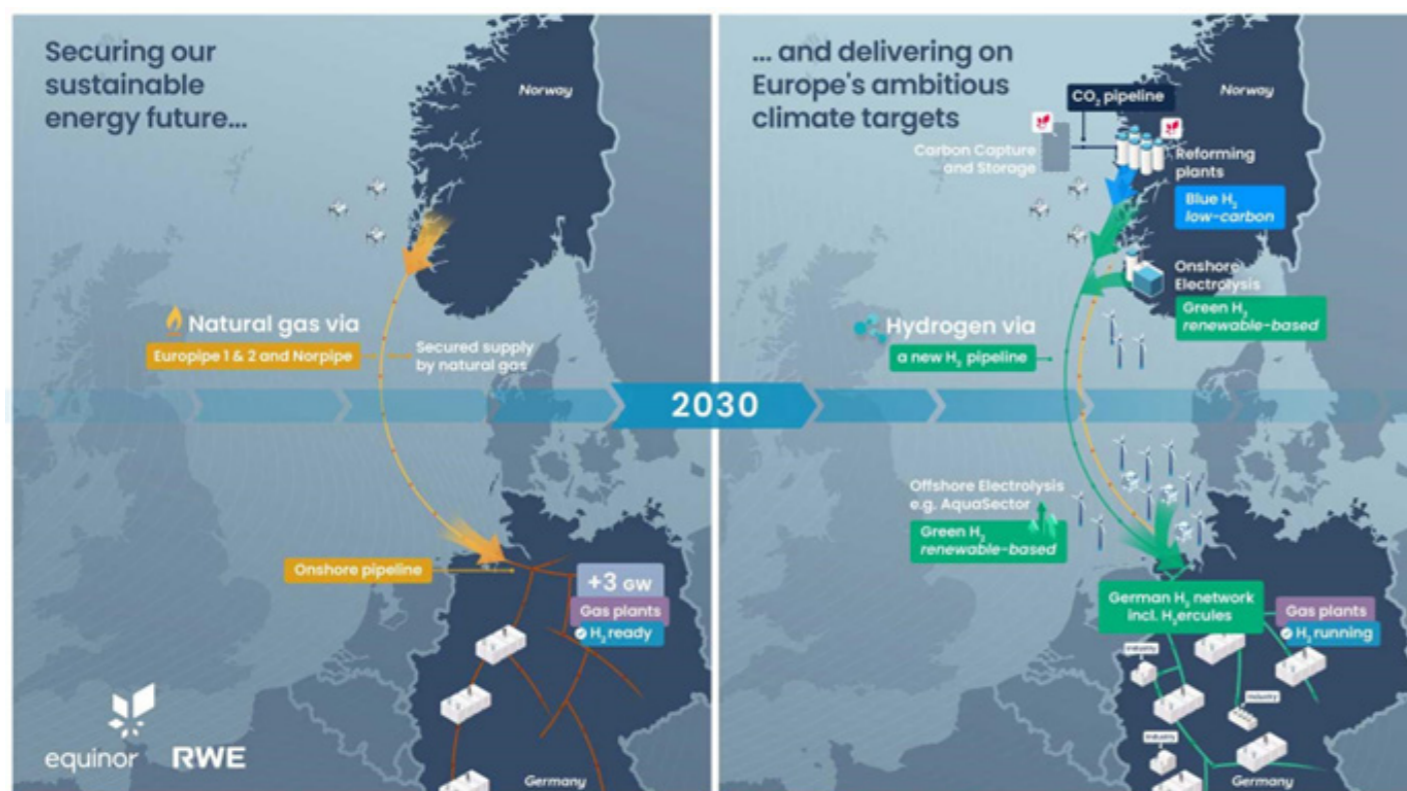 Securing our
sustainable
energy future...
Norway
Natural gas via
Europipe 1 & 2 and Norpipe
Secured supply
by natural gas
2030
Onshore pipeline
+3 GW
Gas plants
H₂ ready
equinor
RWE
Germany
... and delivering on
Europe's ambitious
climate targets
CO₂ pipeline
Norway
Carbon Capture
and Storage
Reforming
plants
Blue H₂
low-carbon
Onshore
Electrolysis
Green H₂
renewable-based
Hydrogen via
a new H₂ pipeline
Offshore Electrolysis
e.g. AquaSector
Green H₂
renewable-based
German H₂ network
incl. H₂ercules
Gas plants
H₂ running
Industry
Industry
Industry
Germany